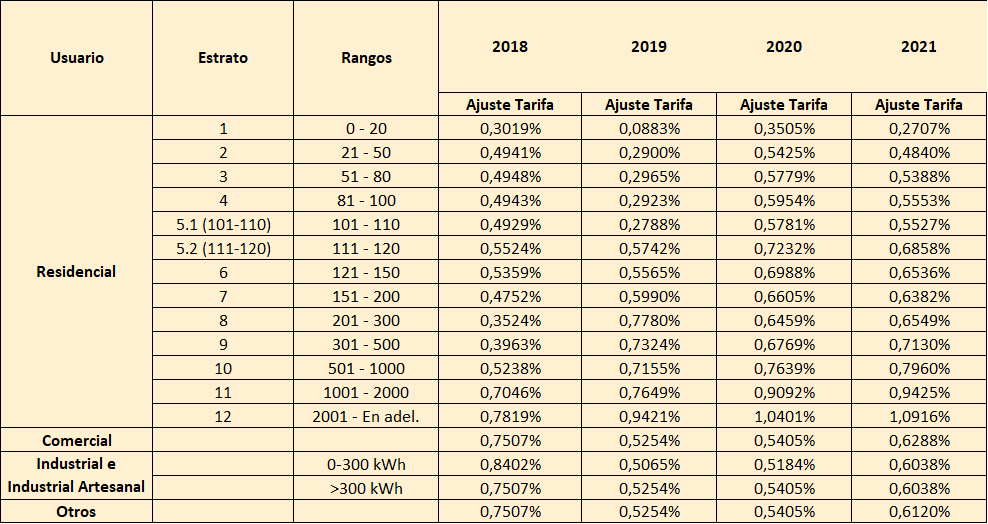 Usuario Estrato Rangos 2018 2019 2020 2021
Ajuste Tarifa Ajuste Tarifa Ajuste Tarifa Ajuste Tarifa
1 0 - 20 0,3019% 0,0883% 0,3505% 0,2707%
2 21 - 50 0,4941% 0,2900% 0,5425% 0,4840%
3 51 - 80 0,4948% 0,2965% 0,5779% 0,5388%
4 81 - 100 0,4943% 0,2923% 0,5954% 0,5553%
5.1 (101-110) 101 - 110 0,4929% 0,2788% 0,5781% 0,5527%
5.2 (111-120) 111 - 120 0,5524% 0,5742% 0,7232% 0,6858%
Residencial 6 121 - 150 0,5359% 0,5565% 0,6988% 0,6536%
7 151 - 200 0,4752% 0,5990% 0,6605% 0,6382%
8 201 - 300 0,3524% 0,7780% 0,6459% 0,6549%
9 301 - 500 0,3963% 0,7324% 0,6769% 0,7130%
10 501 - 1000 0,5238% 0,7155% 0,7639% 0,7960%
11 1001 - 2000 0,7046% 0,7649% 0,9092% 0,9425%
12 2001 - En adel. 0,7819% 0,9421% 1,0401% 1,0916%
Comercial 0,7507% 0,5254% 0,5405% 0,6288%
Industrial e 0-300 kWh 0,8402% 0,5065% 0,5184% 0,6038%
Industrial Artesanal >300 kWh 0,7507% 0,5254% 0,5405% 0,6038%
Otros 0,7507% 0,5254% 0,5405% 0,6120%